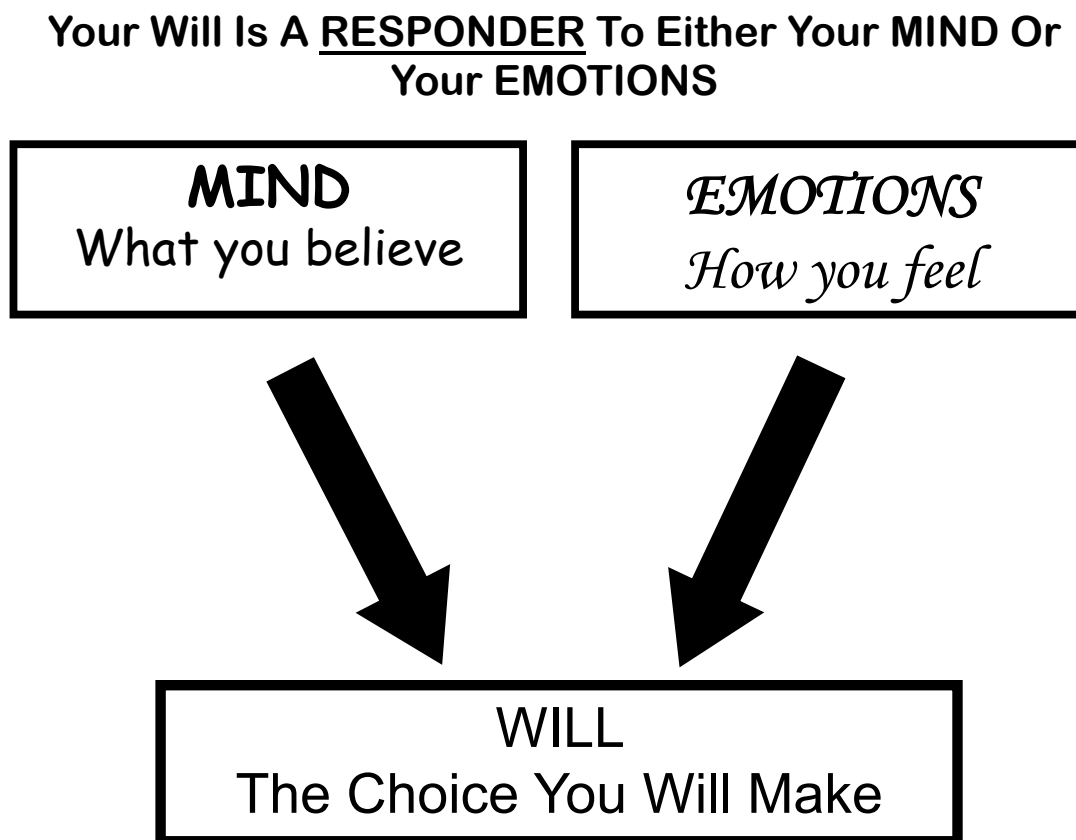 Your Will Is A RESPONDER To Either Your MIND Or
Your EMOTIONS
MIND
What you believe
EMOTIONS
How you feel
WILL
The Choice You Will Make